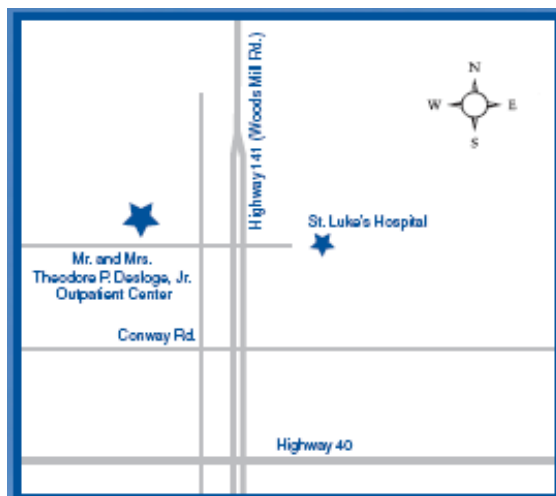 N
W E
S
Highway 141 (Woods Mill Rd.)
St. Luke's Hospital
Mr. and Mrs.
Theodore P. Desloge, Jr.
Outpatient Center
Conway Rd.
Highway 40